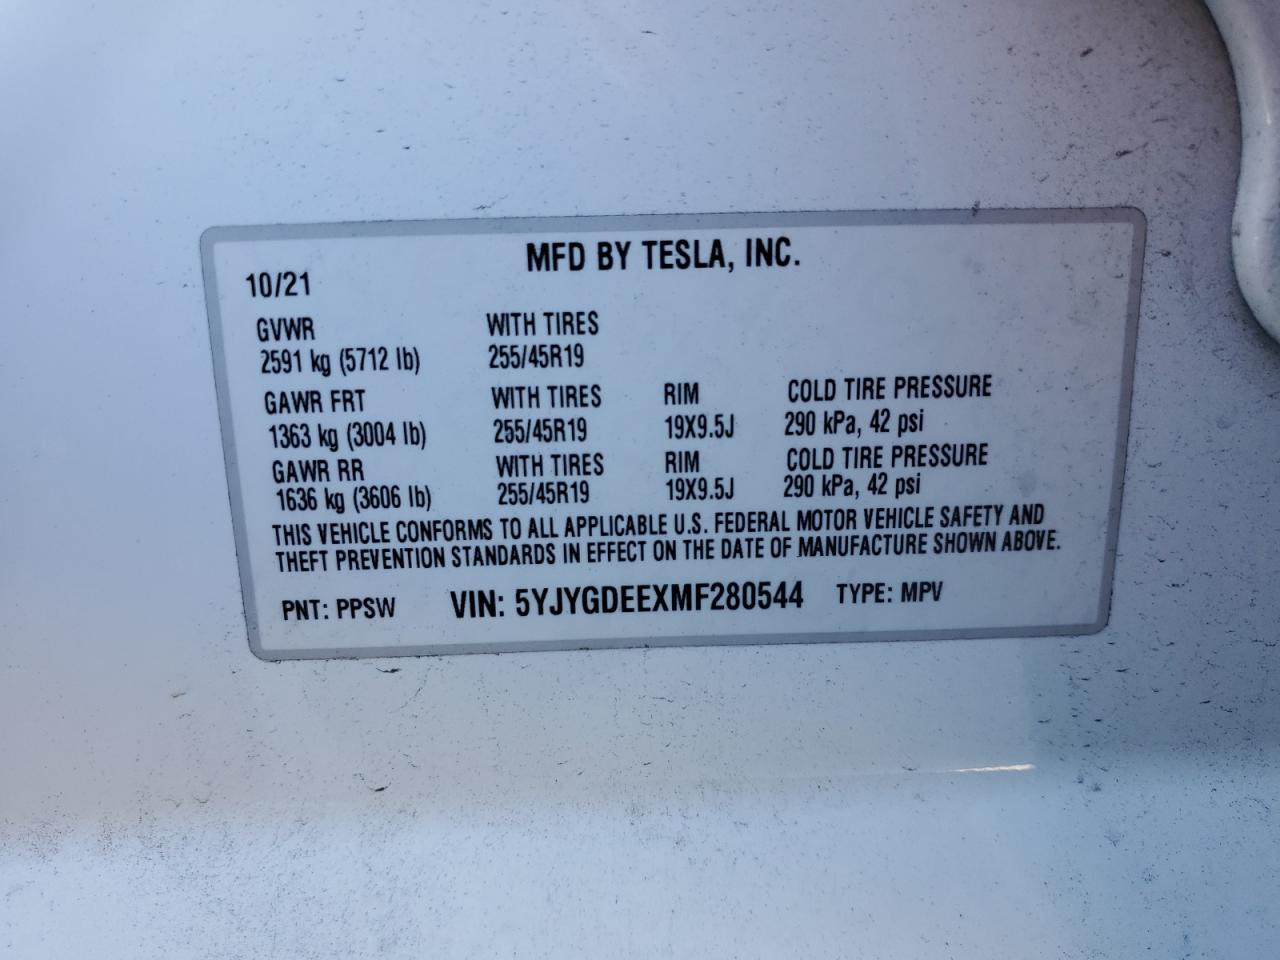 MFD BY TESLA, INC.
10/21
GVWR WITH TIRES
2591 kg (5712 lb) 255/45R19
GAWR FRT WITH TIRES RIM COLD TIRE PRESSURE
1363 kg (3004 lb) 255/45R19 19X9.5J 290 kPa, 42 psi
GAWR RR WITH TIRES RIM COLD TIRE PRESSURE
1636 kg (3606 lb) 255/45R19 19X9.5J 290 kPa, 42 psi
THIS VEHICLE CONFORMS TO ALL APPLICABLE U.S. FEDERAL MOTOR VEHICLE SAFETY AND
THEFT PREVENTION STANDARDS IN EFFECT ON THE DATE OF MANUFACTURE SHOWN ABOVE.
PNT: PPSW VIN: 5YJYGDEEXMF280544 TYPE: MPV